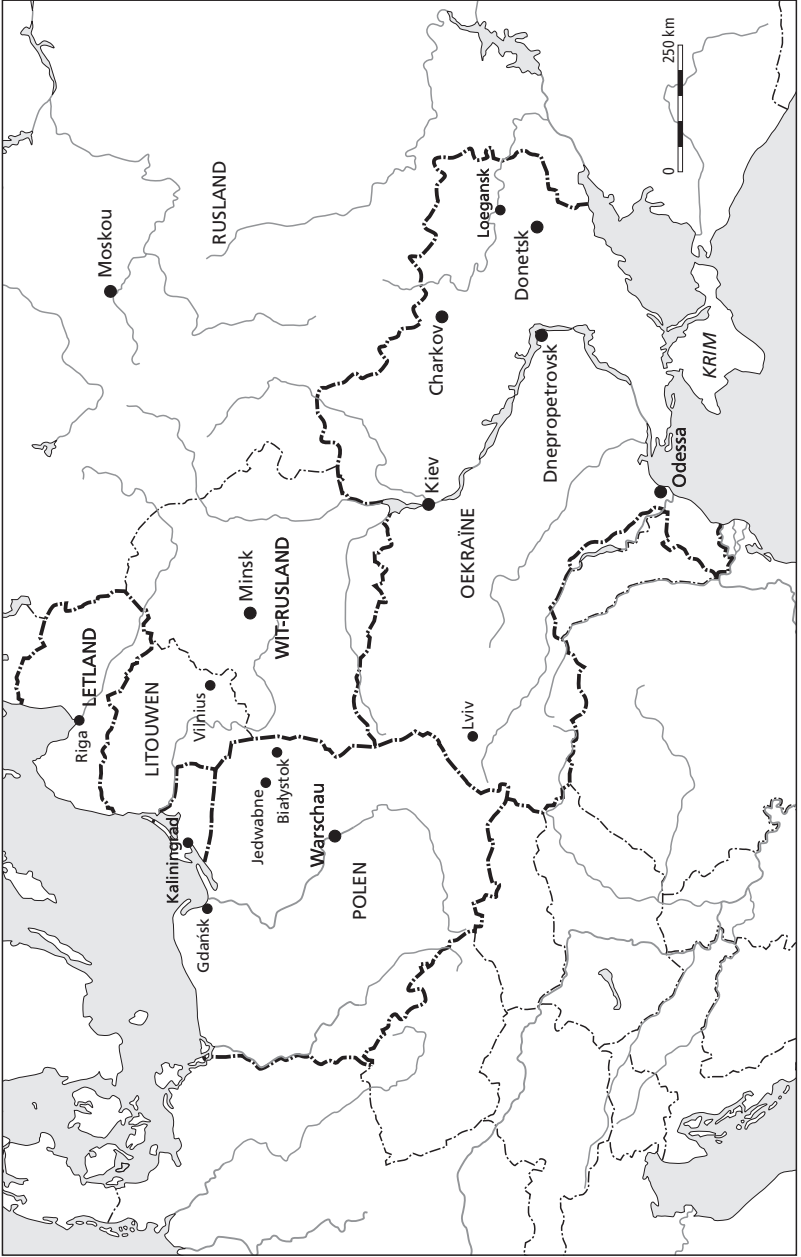 LETLAND
Riga
LITOUWEN
Vilnius
Kaliningrad
Gdańsk
Jedwabne
Białystok
Warschau
POLEN
Minsk
WIT-RUSLAND
Moskou
RUSLAND
OEKRAÏNE
Kiev
Lviv
Charkov
Loegansk
Donetsk
Dnepropetrovsk
Odessa
KRIM
0 250 km